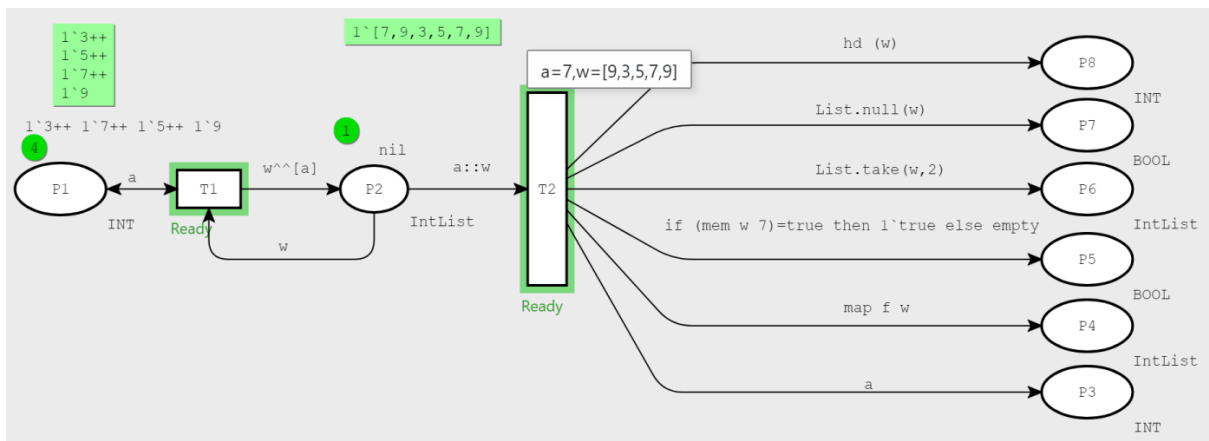 1`3++
1`5++
1`7++
1`9
1`[7,9,3,5,7,9]
1`3++ 1`7++ 1`5++ 1`9
4
P1
INT
a
T1
Ready
w^^[a]
w
1
nil
P2
IntList
a::w
a=7,w=[9,3,5,7,9]
T2
Ready
hd (w)
P8
INT
List.null(w)
P7
BOOL
List.take(w,2)
P6
IntList
if (mem w 7)=true then 1`true else empty
P5
BOOL
map f w
P4
IntList
a
P3
INT